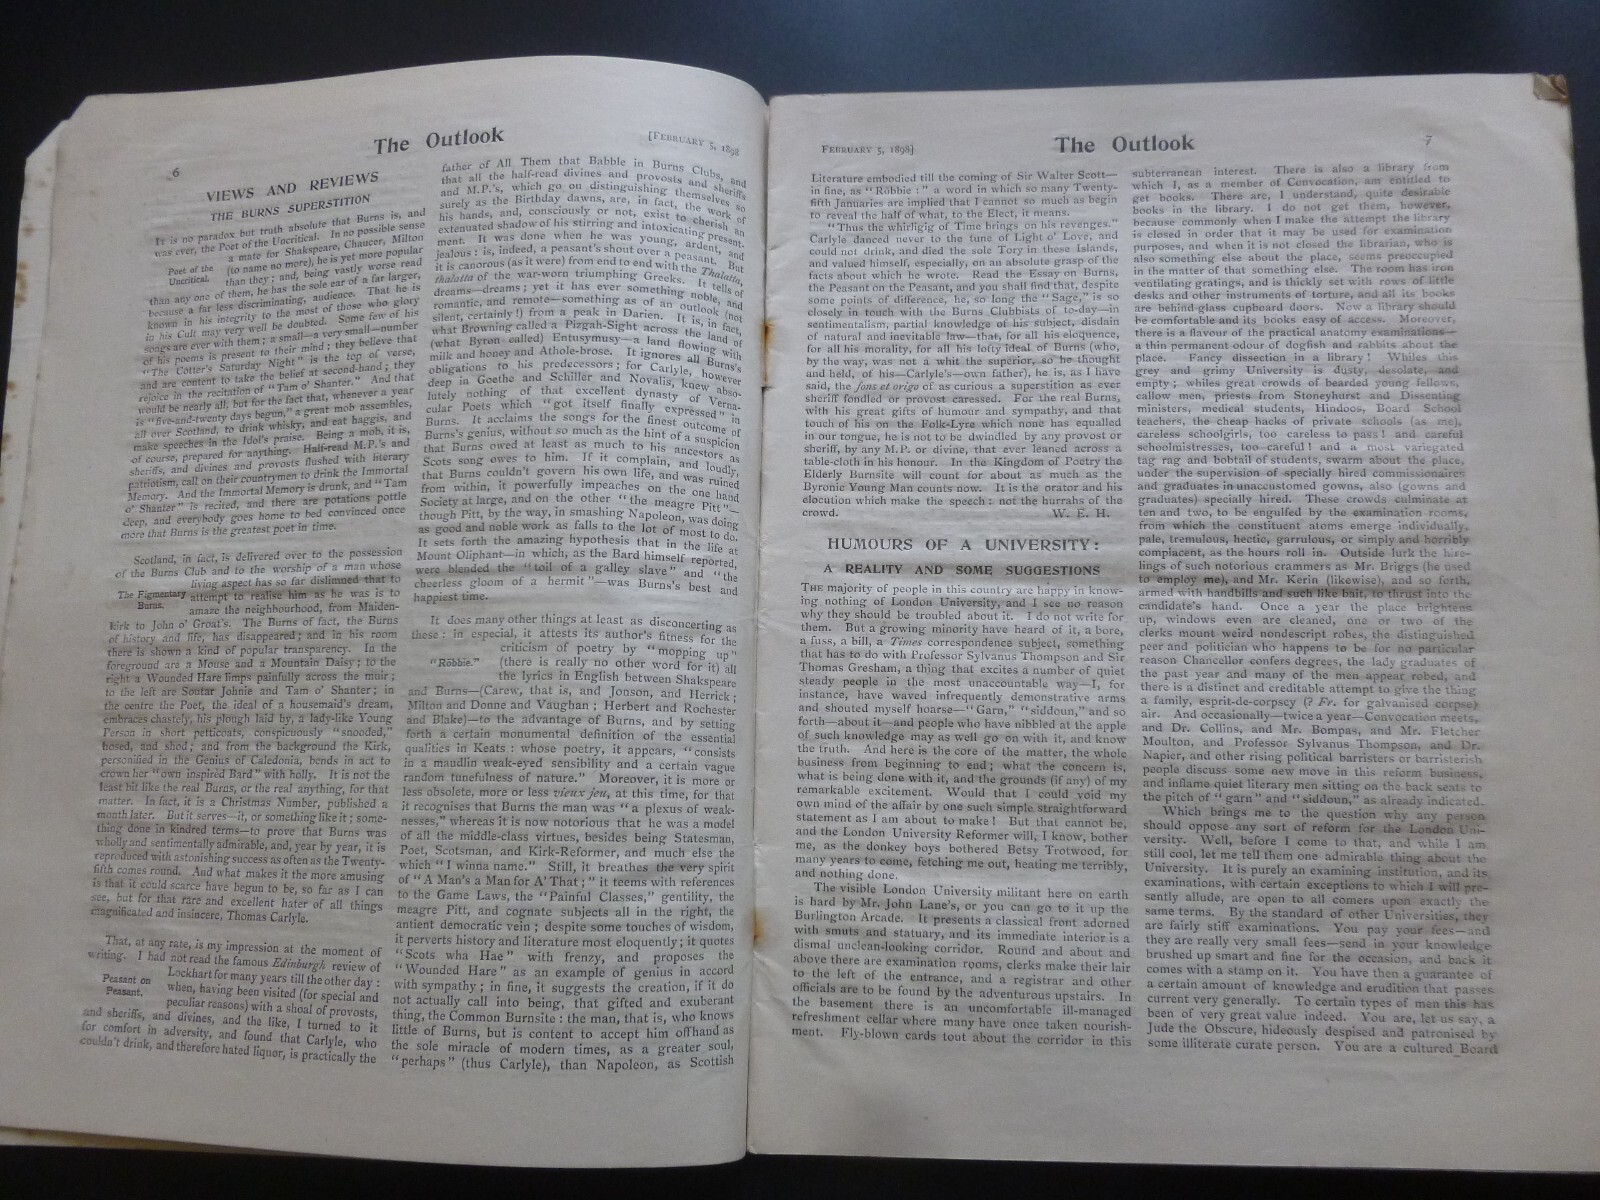 6
The Outlook
[FEBRUARY 5, 1898
VIEWS AND REVIEWS
THE BURNS SUPERSTITION
It is no paradox but truth absolute that Burns is, and
was ever, the Poet of the Uncritical. In no possible sense
a mate for Shakspeare, Chaucer, Milton
Poet of the
Uncritical.
(to name no more), he is yet more popular
than they; and, being vastly worse read
than any one of them, he has the sole ear of a far larger,
because a far less discriminating, audience. That he is
known in his integrity to the most of those who glory
in his Cult may very well be doubted. Some few of his
songs are ever with them; a small—a very small—number
of his poems is present to their mind; they believe that
"The Cotter's Saturday Night" is the top of verse,
and are content to take the belief at second-hand; they
rejoice in the recitation of "Tam o' Shanter." And that
would be nearly all, but for the fact that, whenever a year
is "five-and-twenty days begun," a great mob assembles,
all over Scotland, to drink whisky, and eat haggis, and
make speeches in the Idol's praise. Being a mob, it is,
of course, prepared for anything. Half-read M.P.'s and
sheriffs, and divines and provosts flushed with literary
patriotism, call on their countrymen to drink the Immortal
Memory. And the Immortal Memory is drunk, and "Tam
o' Shanter" is recited, and there are potations pottle
deep, and everybody goes home to bed convinced once
more that Burns is the greatest poet in time.
Scotland, in fact, is delivered over to the possession
of the Burns Club and to the worship of a man whose
living aspect has so far dislimned that to
The Figmentary
Burns.
attempt to realise him as he was is to
amaze the neighbourhood, from Maiden-
Kirk to John o' Groat's. The Burns of fact, the Burns
of history and life, has disappeared; and in his room
there is shown a kind of popular transparency. In the
foreground are a Mouse and a Mountain Daisy; to the
right a Wounded Hare limps painfully across the muir;
to the left are Soutar Johnie and Tam o' Shanter; in
the centre the Poet, the ideal of a housemaid's dream,
embraces chastely, his plough laid by, a lady-like Young
Person in short petticoats, conspicuously "snooded,"
hosed, and shod; and from the background the Kirk,
personified in the Genius of Caledonia, bends in act to
crown her "own inspired Bard" with holly. It is not the
least bit like the real Burns, or the real anything, for that
matter. In fact, it is a Christmas Number, published a
month later. But it serves—it, or something like it; some-
thing done in kindred terms—to prove that Burns was
wholly and sentimentally admirable, and, year by year, it is
reproduced with astonishing success as often as the Twenty-
fifth comes round. And what makes it the more amusing
is that it could scarce have begun to be, so far as I can
see, but for that rare and excellent hater of all things
magnificated and insincere, Thomas Carlyle.
That, at any rate, is my impression at the moment of
writing. I had not read the famous Edinburgh review of
Lockhart for many years till the other day:
Peasant on
Peasant.
when, having been visited (for special and
peculiar reasons) with a shoal of provosts,
and sheriffs, and divines, and the like, I turned to it
for comfort in adversity, and found that Carlyle, who
couldn't drink, and therefore hated liquor, is practically the
father of All Them that Babble in Burns Clubs, and
that all the half-read divines and provosts and sheriffs
and M.P.'s, which go on distinguishing themselves so
surely as the Birthday dawns, are, in fact, the work of
his hands, and, consciously or not, exist to cherish an
extenuated shadow of his stirring and intoxicating present-
ment. It was done when he was young, ardent, and
jealous: is, indeed, a peasant's shout over a peasant. But
it is canorous (as it were) from end to end with the Thalatta,
thalatta of the war-worn triumphing Greeks. It tells of
dreams—dreams; yet it has ever something noble, and
romantic, and remote—something as of an outlook (not
silent, certainly!) from a peak in Darien. It is, in fact,
what Browning called a Pizgah-Sight across the land of
(what Byron called) Entusymusy—a land flowing with
milk and honey and Athole-brose. It ignores all Burns's
obligations to his predecessors; for Carlyle, however
deep in Goethe and Schiller and Novalis, knew abso-
lutely nothing of that excellent dynasty of Verna-
cular Poets which "got itself finally expressed" in
Burns. It acclaims the songs for the finest outcome of
Burns's genius, without so much as the hint of a suspicion
that Burns owed at least as much to his ancestors as
Scots song owes to him. If it complain, and loudly,
that Burns couldn't govern his own life, and was ruined
from within, it powerfully impeaches on the one hand
Society at large, and on the other "the meagre Pitt"—
though Pitt, by the way, in smashing Napoleon, was doing
as good and noble work as falls to the lot of most to do.
It sets forth the amazing hypothesis that in the life at
Mount Oliphant—in which, as the Bard himself reported,
were blended the "toil of a galley slave" and "the
cheerless gloom of a hermit"—was Burns's best and
happiest time.
It does many other things at least as disconcerting as
these: in especial, it attests its author's fitness for the
criticism of poetry by "mopping up"
"Robbie."
(there is really no other word for it) all
the lyrics in English between Shakspeare
and Burns—(Carew, that is, and Jonson, and Herrick;
Milton and Donne and Vaughan; Herbert and Rochester
and Blake)—to the advantage of Burns, and by setting
forth a certain monumental definition of the essential
qualities in Keats: whose poetry, it appears, "consists
in a maudlin weak-eyed sensibility and a certain vague
random tunefulness of nature." Moreover, it is more or
less obsolete, more or less vieux jeu, at this time, for that
it recognises that Burns the man was "a plexus of weak-
nesses," whereas it is now notorious that he was a model
of all the middle-class virtues, besides being Statesman,
Poet, Scotsman, and Kirk-Reformer, and much else the
which "I winna name." Still, it breathes the very spirit
of "A Man's a Man for A' That;" it teems with references
to the Game Laws, the "Painful Classes," gentility, the
meagre Pitt, and cognate subjects all in the right, the
antient democratic vein; despite some touches of wisdom,
it perverts history and literature most eloquently; it quotes
"Scots wha Hae" with frenzy, and proposes the
"Wounded Hare" as an example of genius in accord
with sympathy; in fine, it suggests the creation, if it do
not actually call into being, that gifted and exuberant
thing, the Common Burnsite: the man, that is, who knows
little of Burns, but is content to accept him offhand as
the sole miracle of modern times, as a greater soul,
"perhaps" (thus Carlyle), than Napoleon, as Scottish
FEBRUARY 5, 1898]
The Outlook
7
Literature embodied till the coming of Sir Walter Scott—
in fine, as "Robbie:" a word in which so many Twenty-
fifth Januaries are implied that I cannot so much as begin
to reveal the half of what, to the Elect, it means.
"Thus the whirligig of Time brings on his revenges."
Carlyle danced never to the tune of Light o' Love, and
could not drink, and died the sole Tory in these Islands,
and valued himself, especially, on an absolute grasp of the
facts about which he wrote. Read the Essay on Burns,
the Peasant on the Peasant, and you shall find that, despite
some points of difference, he, so long the "Sage," is so
closely in touch with the Burns Clubbists of to-day—in
sentimentalism, partial knowledge of his subject, disdain
of natural and inevitable law—that, for all his eloquence,
for all his morality, for all his lofty ideal of Burns (who,
by the way, was not a whit the superior, so he thought
and held, of his—Carlyle's—own father), he is, as I have
said, the fons et origo of as curious a superstition as ever
sheriff fondled or provost caressed. For the real Burns,
with his great gifts of humour and sympathy, and that
touch of his on the Folk-Lyre which none has equalled
in our tongue, he is not to be dwindled by any provost or
sheriff, by any M.P. or divine, that ever leaned across a
table-cloth in his honour. In the Kingdom of Poetry the
Elderly Burnsite will count for about as much as the
Byronic Young Man counts now. It is the orator and his
elocution which make the speech: not the hurrahs of the
crowd. W. E. H.
HUMOURS OF A UNIVERSITY:
A REALITY AND SOME SUGGESTIONS
THE majority of people in this country are happy in know-
ing nothing of London University, and I see no reason
why they should be troubled about it. I do not write for
them. But a growing minority have heard of it, a bore,
a fuss, a bill, a Times correspondence subject, something
that has to do with Professor Sylvanus Thompson and Sir
Thomas Gresham, a thing that excites a number of quiet
steady people in the most unaccountable way—I, for
instance, have waved infrequently demonstrative arms
and shouted myself hoarse—"Garn," "siddoun," and so
forth—about it—and people who have nibbled at the apple
of such knowledge may as well go on with it, and know
the truth. And here is the core of the matter, the whole
business from beginning to end; what the concern is,
what is being done with it, and the grounds (if any) of my
remarkable excitement. Would that I could void my
own mind of the affair by one such simple straightforward
statement as I am about to make! But that cannot be,
and the London University Reformer will, I know, bother
me, as the donkey boys bothered Betsy Trotwood, for
many years to come, fetching me out, heating me terribly,
and nothing done.
The visible London University militant here on earth
is hard by Mr. John Lane's, or you can go to it up the
Burlington Arcade. It presents a classical front adorned
with smuts and statuary, and its immediate interior is a
dismal unclean-looking corridor. Round and about and
above there are examination rooms, clerks make their lair
to the left of the entrance, and a registrar and other
officials are to be found by the adventurous upstairs. In
the basement there is an uncomfortable ill-managed
refreshment cellar where many have once taken nourish-
ment. Fly-blown cards tout about the corridor in this
subterranean interest. There is also a library from
which I, as a member of Convocation, am entitled to
get books. There are, I understand, quite desirable
books in the library. I do not get them, however,
because commonly when I make the attempt the library
is closed in order that it may be used for examination
purposes, and when it is not closed the librarian, who is
also something else about the place, seems preoccupied
in the matter of that something else. The room has iron
ventilating gratings, and is thickly set with rows of little
desks and other instruments of torture, and all its books
are behind-glass cupboard doors. Now a library should
be comfortable and its books easy of access. Moreover,
there is a flavour of the practical anatomy examinations—
a thin permanent odour of dogfish and rabbits about the
place. Fancy dissection in a library! Whiles this
grey and grimy University is dusty, desolate, and
empty; whiles great crowds of bearded young fellows,
callow men, priests from Stoneyhurst and Dissenting
ministers, medical students, Hindoos, Board School
teachers, the cheap hacks of private schools (as me),
careless schoolgirls, too careless to pass! and careful
schoolmistresses, too careful! and a most variegated
tag rag and bobtail of students, swarm about the place,
under the supervision of specially hired commissionaires
and graduates in unaccustomed gowns, also (gowns and
graduates) specially hired. These crowds culminate at
ten and two, to be engulfed by the examination rooms,
from which the constituent atoms emerge individually,
pale, tremulous, hectic, garrulous, or simply and horribly
complacent, as the hours roll in. Outside lurk the hire-
lings of such notorious crammers as Mr. Briggs (he used
to employ me), and Mr. Kerin (likewise), and so forth,
armed with handbills and such like bait, to thrust into the
candidate's hand. Once a year the place brightens
up, windows even are cleaned, one or two of the
clerks mount weird nondescript robes, the distinguished
peer and politician who happens to be for no particular
reason Chancellor confers degrees, the lady graduates of
the past year and many of the men appear robed, and
there is a distinct and creditable attempt to give the thing
a family, esprit-de-corpscy (? Fr. for galvanised corpse)
air. And occasionally—twice a year—Convocation meets,
and Dr. Collins, and Mr. Bompas, and Mr. Fletcher
Moulton, and Professor Sylvanus Thompson, and Dr.
Napier, and other rising political barristers or barristerish
people discuss some new move in this reform business,
and inflame quiet literary men sitting on the back seats to
the pitch of "garn" and "siddoun," as already indicated.
Which brings me to the question why any person
should oppose any sort of reform for the London Uni-
versity. Well, before I come to that, and while I am
still cool, let me tell them one admirable thing about the
University. It is purely an examining institution, and its
examinations, with certain exceptions to which I will pre-
sently allude, are open to all comers upon exactly the
same terms. By the standard of other Universities, they
are fairly stiff examinations. You pay your fees—and
they are really very small fees—send in your knowledge
brushed up smart and fine for the occasion, and back it
comes with a stamp on it. You have then a guarantee of
a certain amount of knowledge and erudition that passes
current very generally. To certain types of men this has
been of very great value indeed. You are, let us say, a
Jude the Obscure, hideously despised and patronised by
some illiterate curate person. You are a cultured Board